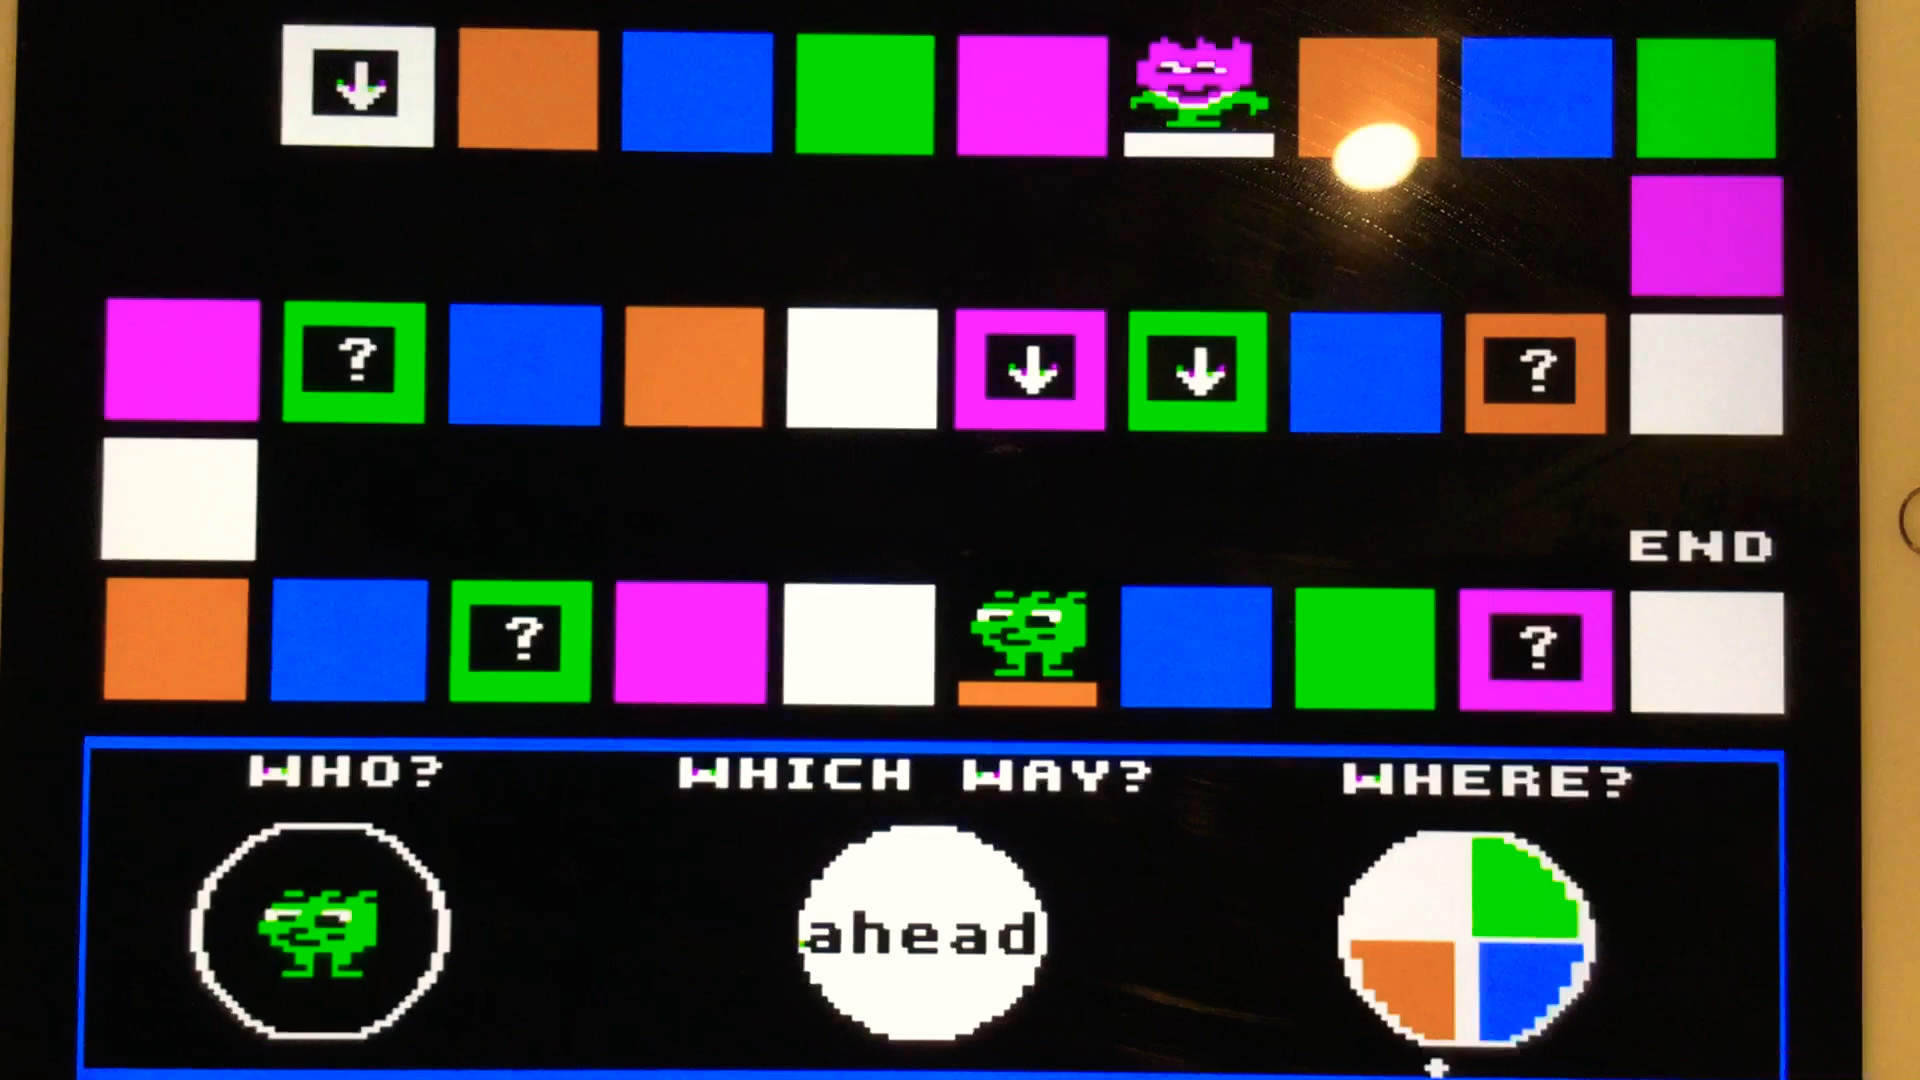 ? ?
END
? ?
WHO? WHICH WAY? WHERE?
ahead